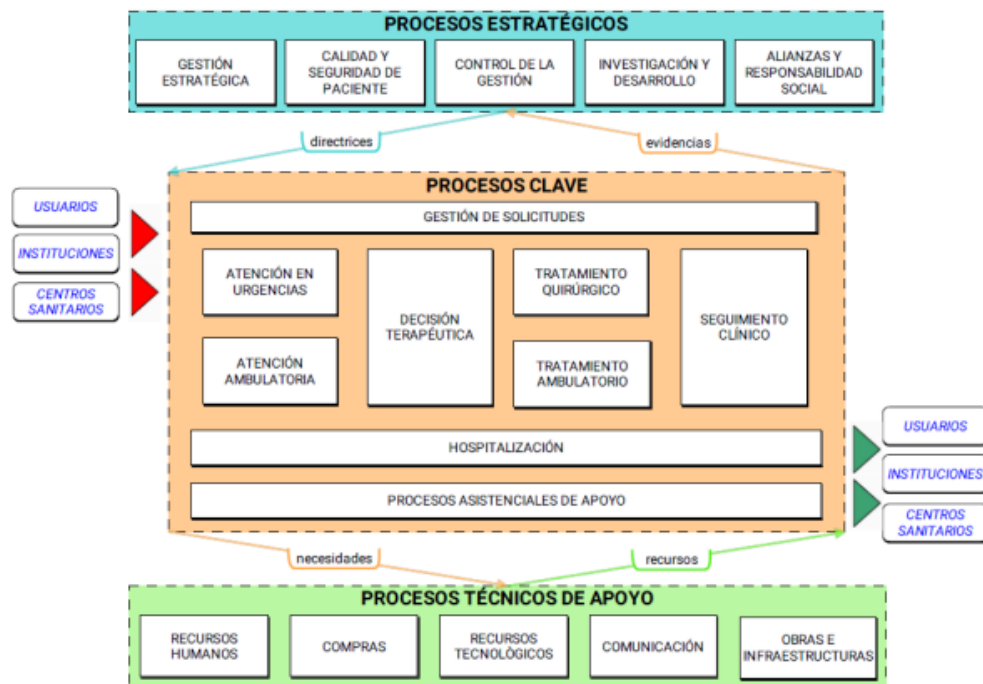 PROCESOS ESTRATÉGICOS
GESTIÓN
ESTRATÉGICA
CALIDAD Y
SEGURIDAD DE
PACIENTE
CONTROL DE LA
GESTIÓN
INVESTIGACIÓN Y
DESARROLLO
ALIANZAS Y
RESPONSABILIDAD
SOCIAL
directrices
evidencias
PROCESOS CLAVE
USUARIOS
INSTITUCIONES
CENTROS
SANITARIOS
GESTIÓN DE SOLICITUDES
ATENCIÓN EN
URGENCIAS
ATENCIÓN
AMBULATORIA
DECISIÓN
TERAPÉUTICA
TRATAMIENTO
QUIRÚRGICO
TRATAMIENTO
AMBULATORIO
SEGUIMIENTO
CLÍNICO
HOSPITALIZACIÓN
PROCESOS ASISTENCIALES DE APOYO
USUARIOS
INSTITUCIONES
CENTROS
SANITARIOS
necesidades
recursos
PROCESOS TÉCNICOS DE APOYO
RECURSOS
HUMANOS
COMPRAS
RECURSOS
TECNOLÒGICOS
COMUNICACIÓN
OBRAS E
INFRAESTRUCTURAS